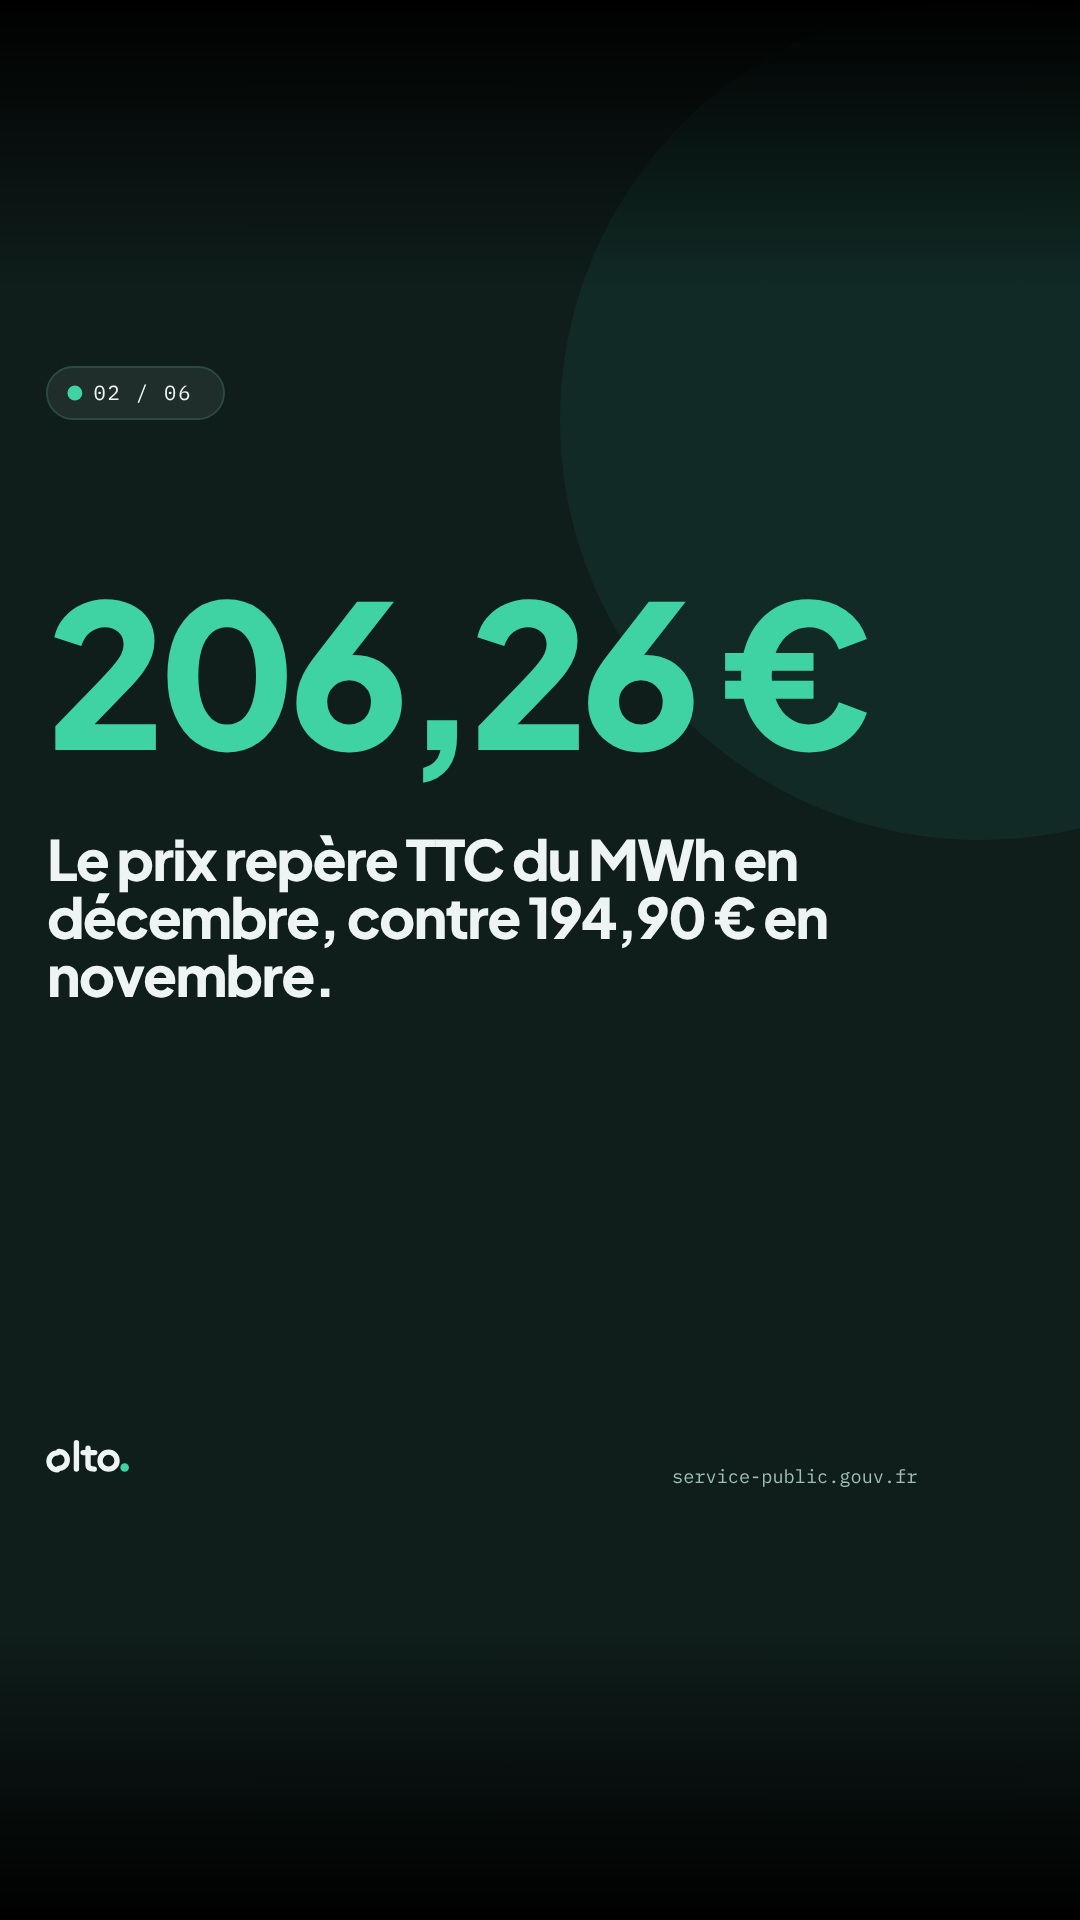 02 / 06
206,26 €
Le prix repère TTC du MWh en
décembre, contre 194,90 € en
novembre.
olto.
service-public.gouv.fr